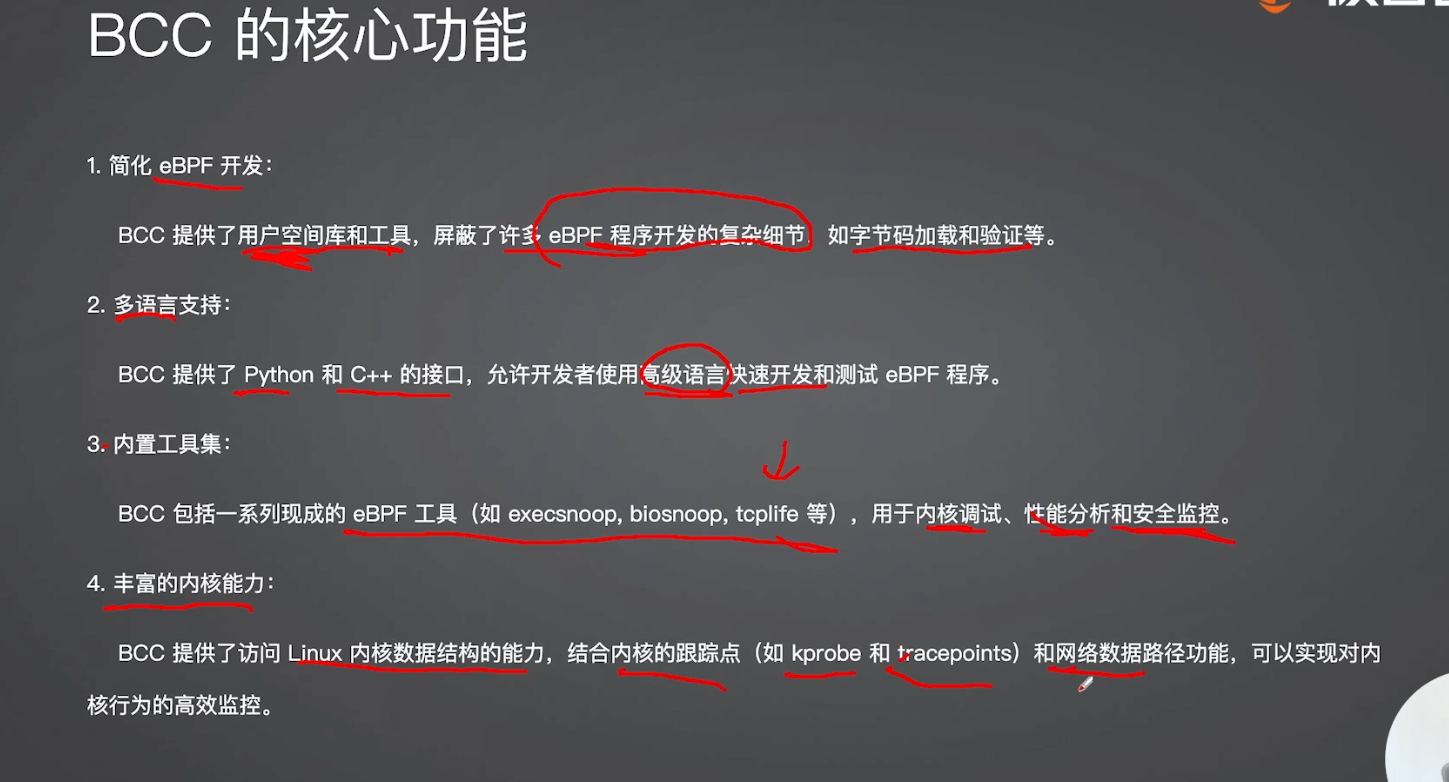 BCC 的核心功能
1. 简化 eBPF 开发：
BCC 提供了用户空间库和工具，屏蔽了许多 eBPF 程序开发的复杂细节，如字节码加载和验证等。
2. 多语言支持：
BCC 提供了 Python 和 C++ 的接口，允许开发者使用高级语言快速开发和测试 eBPF 程序。
3. 内置工具集：
BCC 包括一系列现成的 eBPF 工具（如 execsnoop, biosnoop, tcplife 等），用于内核调试、性能分析和安全监控。
4. 丰富的内核能力：
BCC 提供了访问 Linux 内核数据结构的能力，结合内核的跟踪点（如 kprobe 和 tracepoints）和网络数据路径功能，可以实现对内
核行为的高效监控。